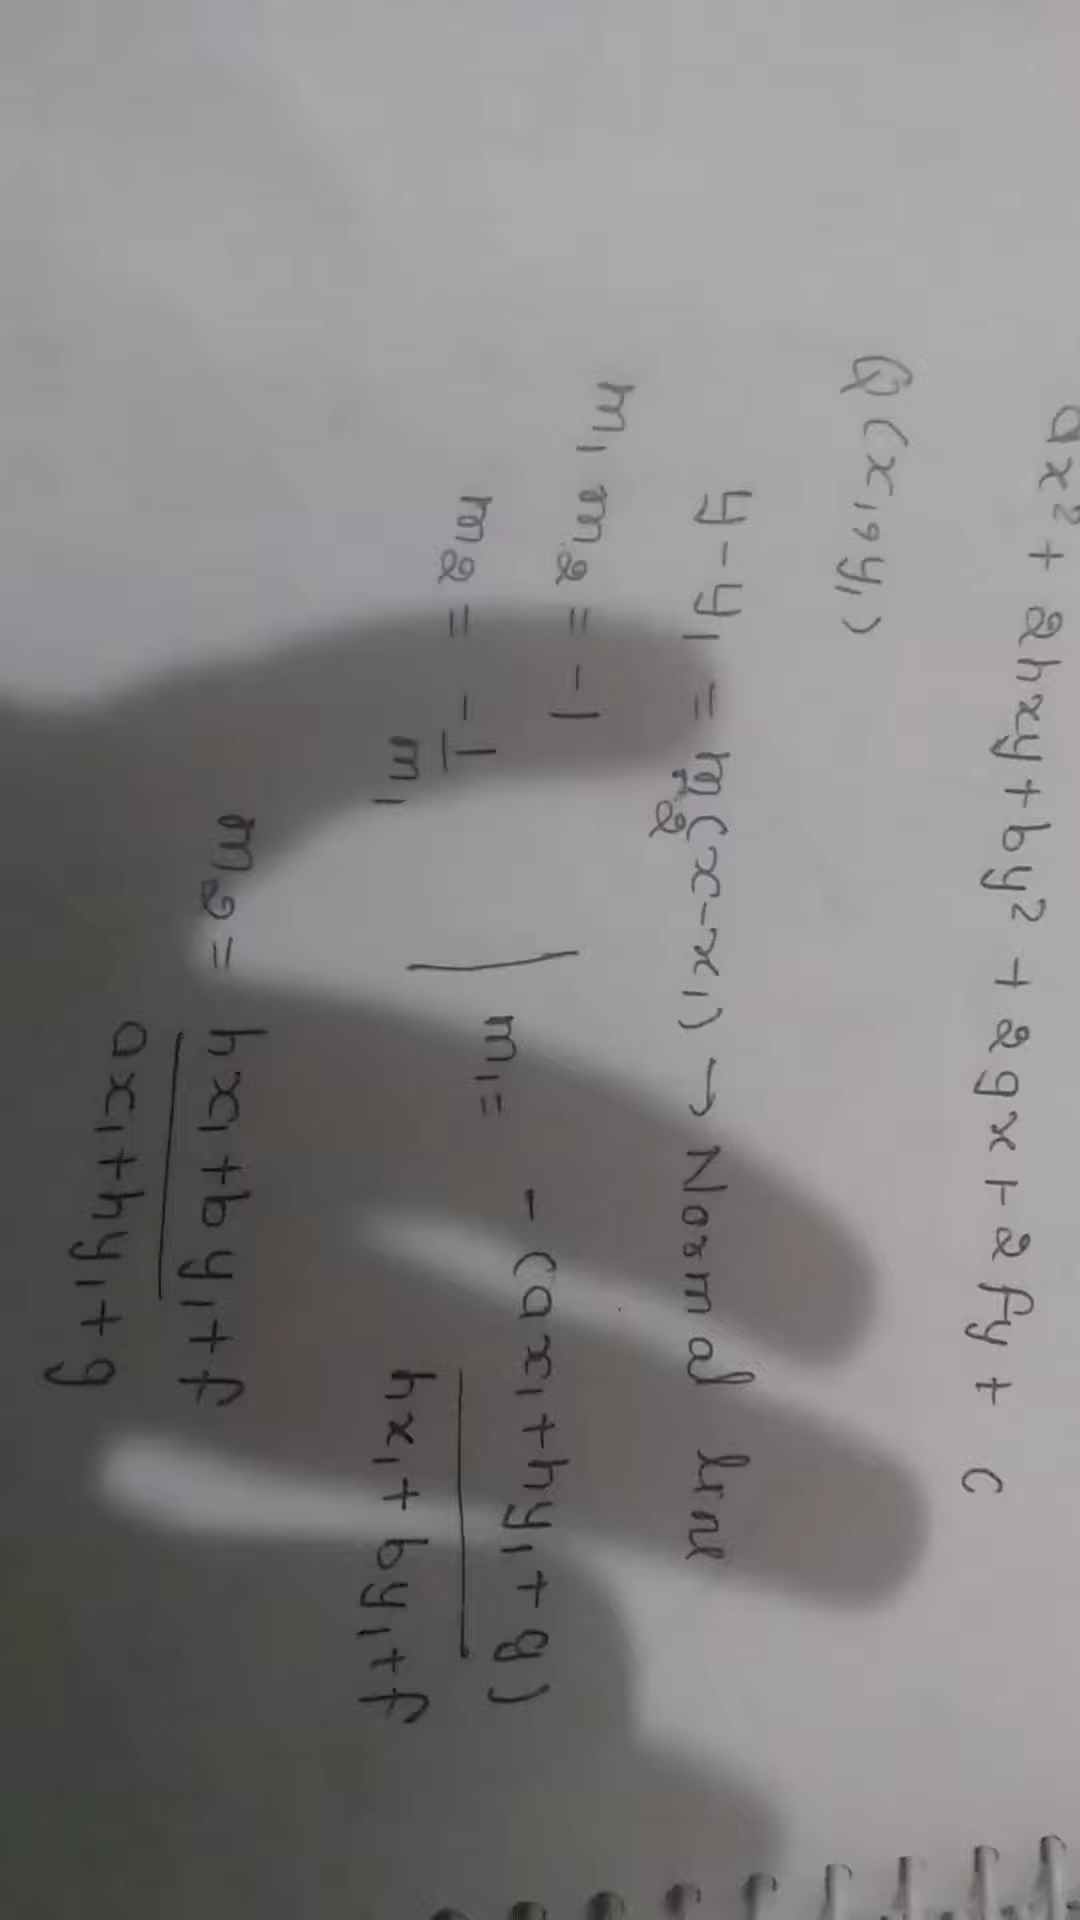 ax² + 2hxy + by² + 2gx + 2fy + c
Q(x₁, y₁)
y - y₁ = m₂(x - x₁) → Normal line
m₁ m₂ = -1
m₂ = -1/m₁ | m₁ = -(ax₁ + hy₁ + g)/hx₁ + by₁ + f
m₂ = hx₁ + by₁ + f/ax₁ + hy₁ + g